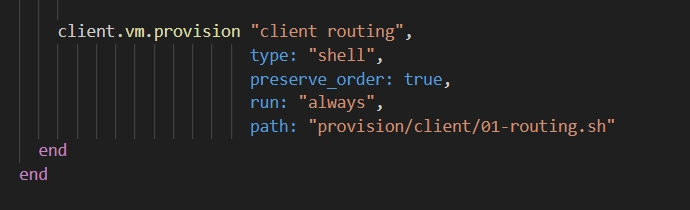 client.vm.provision "client routing",
type: "shell",
preserve_order: true,
run: "always",
path: "provision/client/01-routing.sh"
end
end